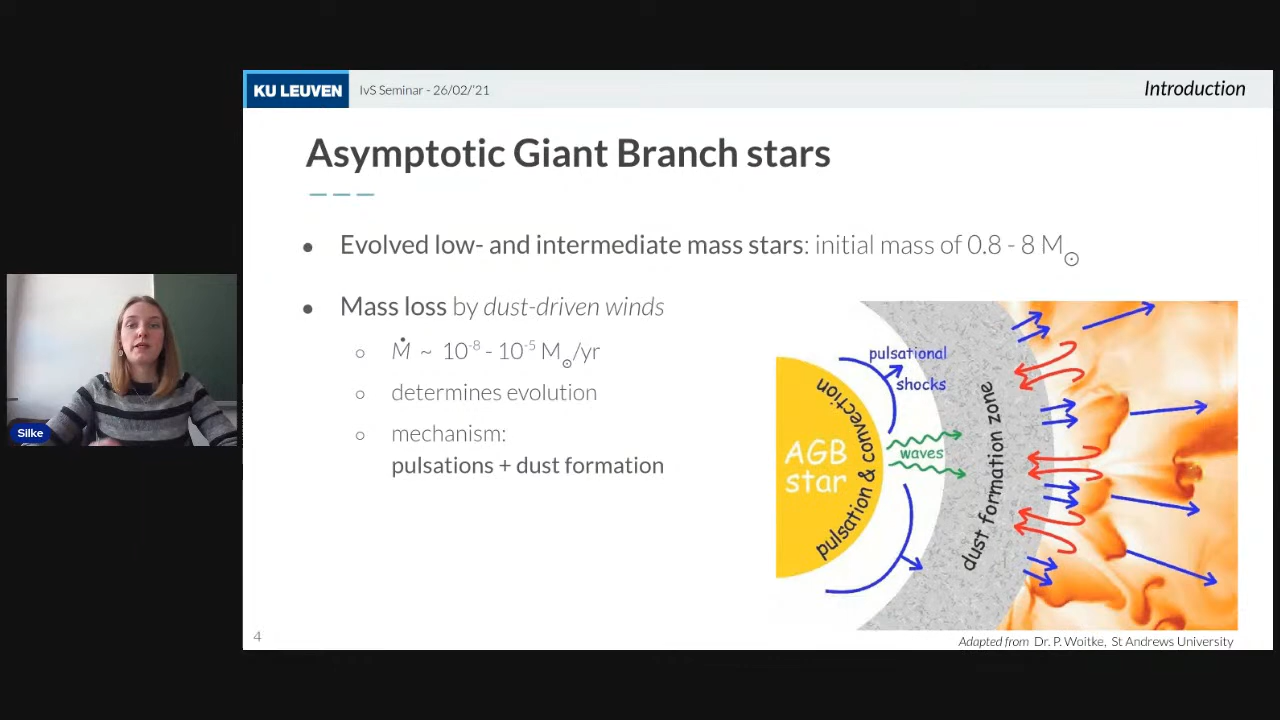 KU LEUVEN
IvS Seminar - 26/02/'21
Introduction
Asymptotic Giant Branch stars
● Evolved low- and intermediate mass stars: initial mass of 0.8 - 8 M☉
● Mass loss by dust-driven winds
○ Ṁ ~ 10⁻⁸ - 10⁻⁵ M☉/yr
○ determines evolution
○ mechanism:
pulsations + dust formation
pulsational
shocks
AGB
star
pulsation & convection
waves
dust formation zone
Silke
4
Adapted from Dr. P. Woitke, St Andrews University